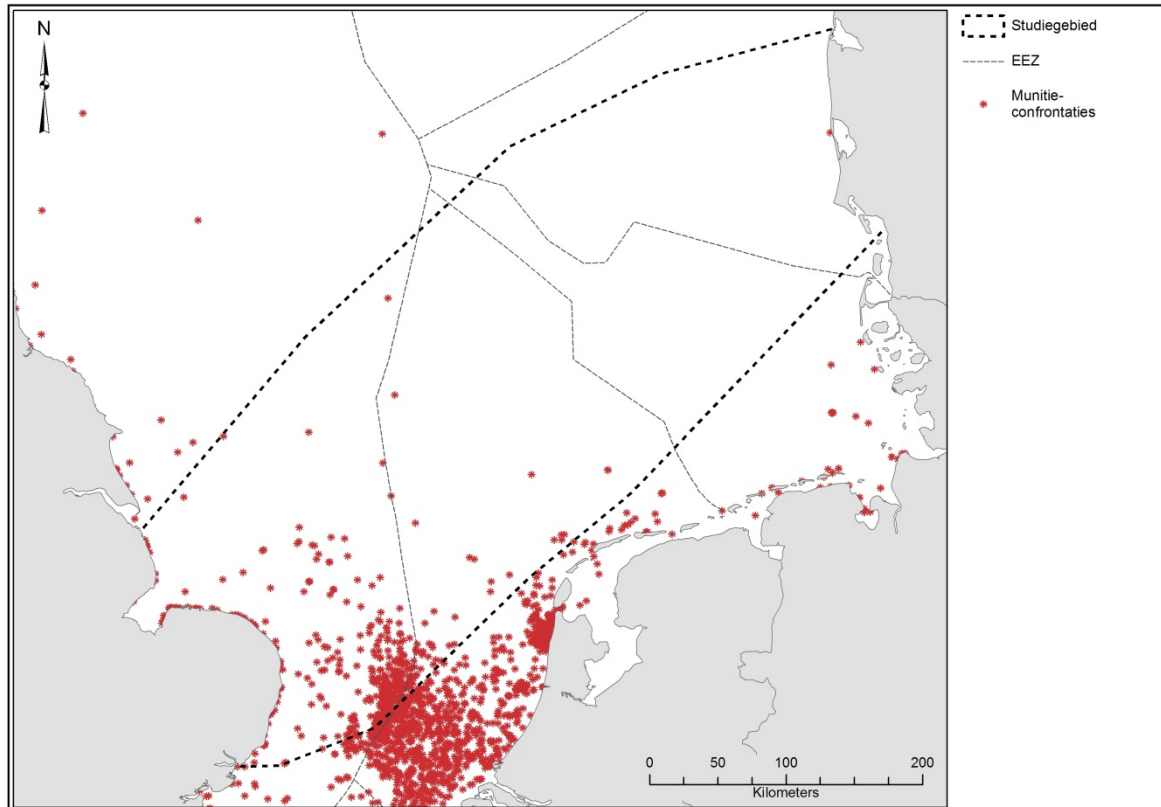 N
Studiegebied
EEZ
Munitie-
confrontaties
0 50 100 200
Kilometers